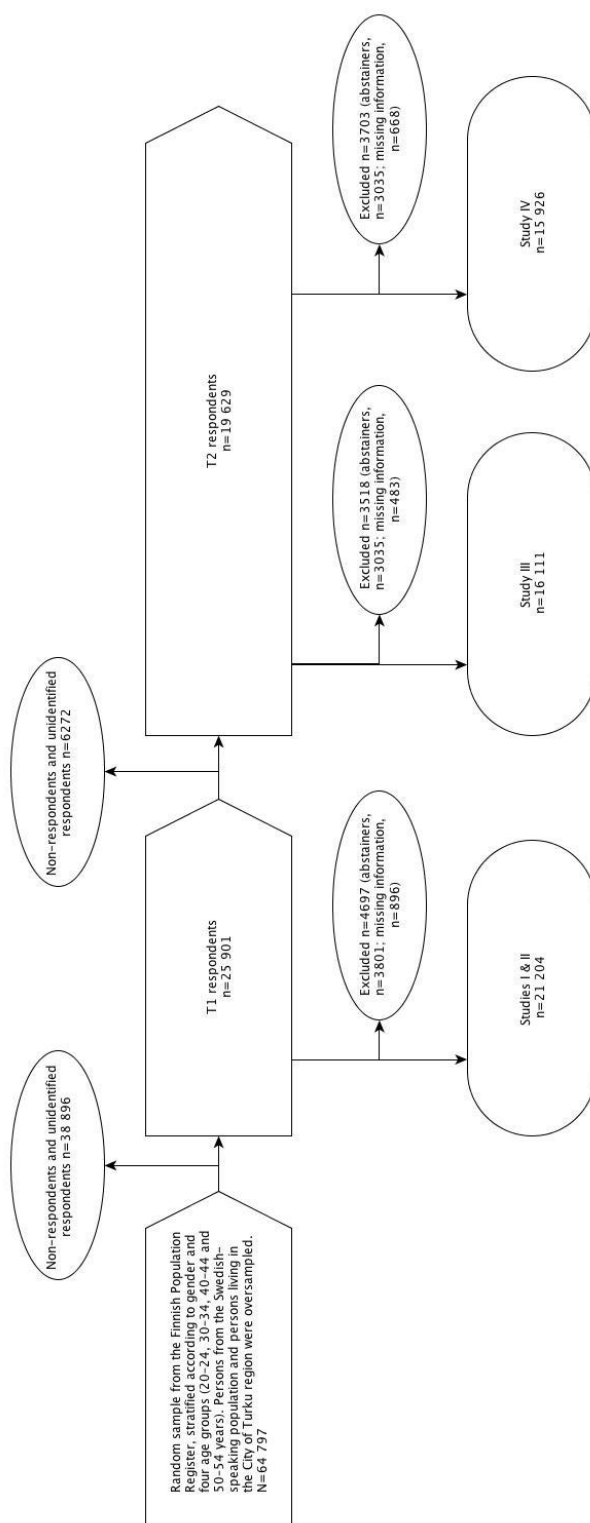 Random sample from the Finnish Population
Register, stratified according to gender and
four age groups (20–24, 30–34, 40–44 and
50–54 years). Persons from the Swedish–
speaking population and persons living in
the City of Turku region were oversampled.
N=64 797
Non–respondents and unidentified
respondents n=38 896
T1 respondents
n=25 901
Excluded n=4697 (abstainers,
n=3801; missing information,
n=896)
Studies I & II
n=21 204
Non–respondents and unidentified
respondents n=6272
T2 respondents
n=19 629
Excluded n=3518 (abstainers,
n=3035; missing information,
n=483)
Study III
n=16 111
Excluded n=3703 (abstainers,
n=3035; missing information,
n=668)
Study IV
n=15 926